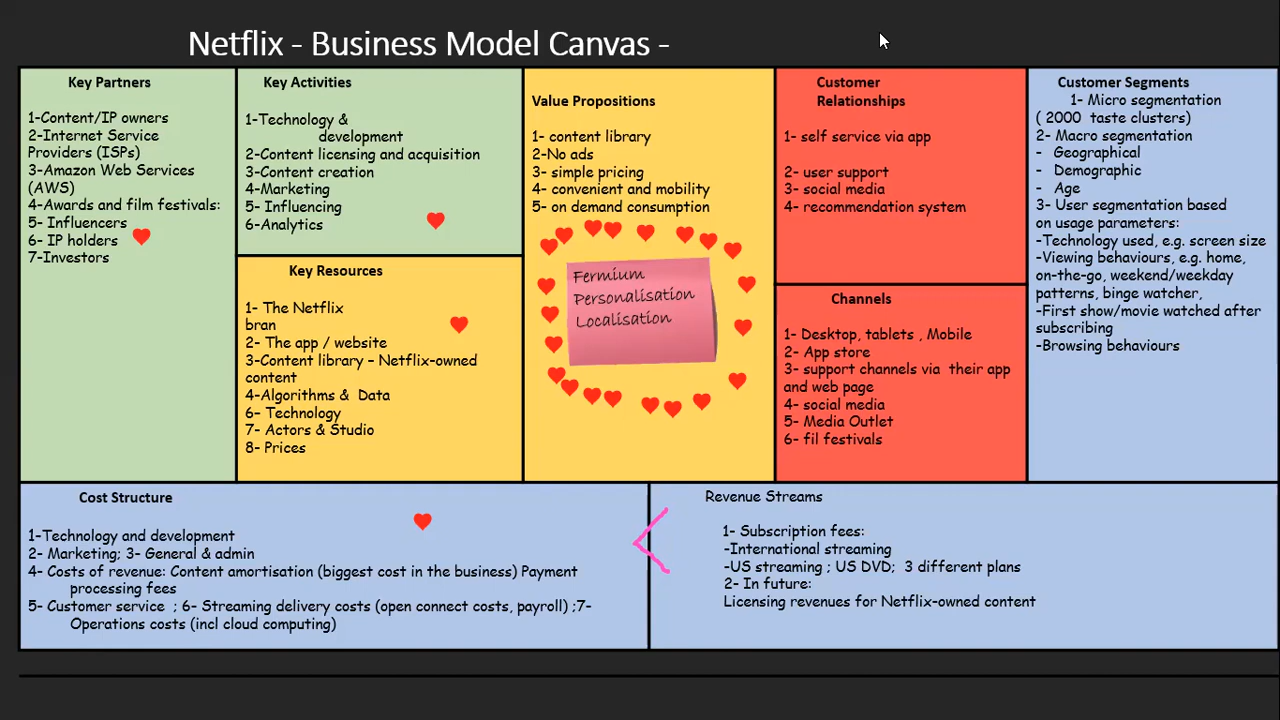 Netflix - Business Model Canvas -
Key Partners
1-Content/IP owners
2-Internet Service
Providers (ISPs)
3-Amazon Web Services
(AWS)
4-Awards and film festivals:
5- Influencers
6- IP holders
7-Investors
Key Activities
1-Technology &
development
2-Content licensing and acquisition
3-Content creation
4-Marketing
5- Influencing
6-Analytics
Key Resources
1- The Netflix
bran
2- The app / website
3-Content library – Netflix-owned
content
4-Algorithms & Data
6- Technology
7- Actors & Studio
8- Prices
Value Propositions
1- content library
2-No ads
3- simple pricing
4- convenient and mobility
5- on demand consumption
Fermium
Personalisation
Localisation
Customer
Relationships
1- self service via app
2- user support
3- social media
4- recommendation system
Channels
1- Desktop, tablets , Mobile
2- App store
3- support channels via their app
and web page
4- social media
5- Media Outlet
6- fil festivals
Customer Segments
1- Micro segmentation
( 2000 taste clusters)
2- Macro segmentation
- Geographical
- Demographic
- Age
3- User segmentation based
on usage parameters:
-Technology used, e.g. screen size
-Viewing behaviours, e.g. home,
on-the-go, weekend/weekday
patterns, binge watcher,
-First show/movie watched after
subscribing
-Browsing behaviours
Cost Structure
1-Technology and development
2- Marketing; 3- General & admin
4- Costs of revenue: Content amortisation (biggest cost in the business) Payment
processing fees
5- Customer service ; 6- Streaming delivery costs (open connect costs, payroll) ;7-
Operations costs (incl cloud computing)
Revenue Streams
1- Subscription fees:
-International streaming
-US streaming ; US DVD; 3 different plans
2- In future:
Licensing revenues for Netflix-owned content